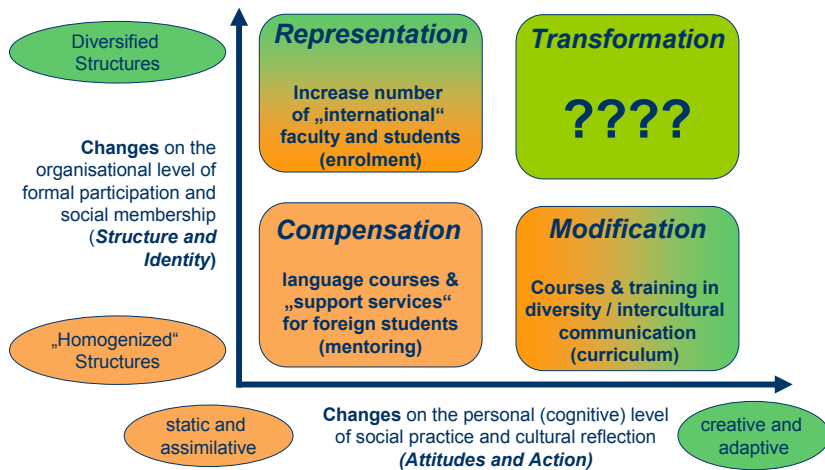 Diversified
Structures
Representation
Increase number
of „international“
faculty and students
(enrolment)
Transformation
????
Changes on the
organisational level of
formal participation and
social membership
(Structure and
Identity)
Compensation
language courses &
„support services“
for foreign students
(mentoring)
Modification
Courses & training in
diversity / intercultural
communication
(curriculum)
„Homogenized“
Structures
static and
assimilative
Changes on the personal (cognitive) level
of social practice and cultural reflection
(Attitudes and Action)
creative and
adaptive